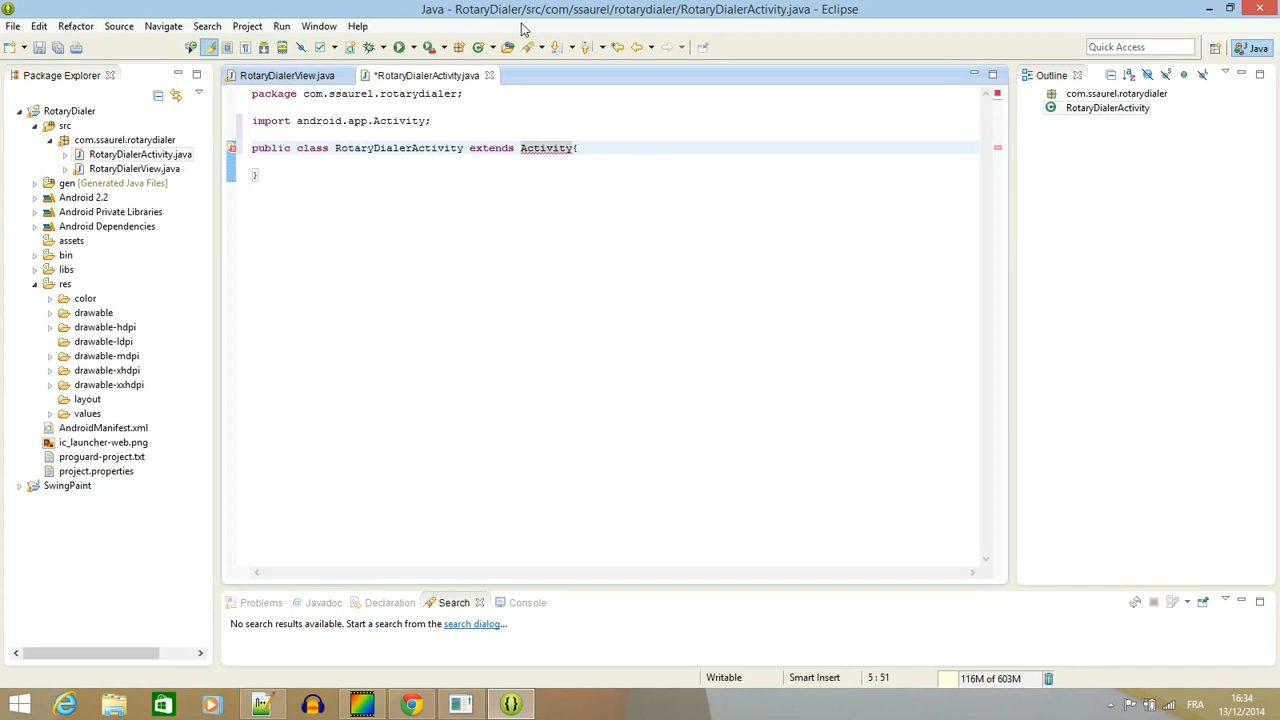 Java - RotaryDialer/src/com/ssaurel/rotarydialer/RotaryDialerActivity.java - Eclipse
File Edit Refactor Source Navigate Search Project Run Window Help
Quick Access
Java
Package Explorer
RotaryDialerView.java
*RotaryDialerActivity.java
Outline
RotaryDialer
src
com.ssaurel.rotarydialer
RotaryDialerActivity.java
RotaryDialerView.java
gen [Generated Java Files]
Android 2.2
Android Private Libraries
Android Dependencies
assets
bin
libs
res
color
drawable
drawable-hdpi
drawable-ldpi
drawable-mdpi
drawable-xhdpi
drawable-xxhdpi
layout
values
AndroidManifest.xml
ic_launcher-web.png
proguard-project.txt
project.properties
SwingPaint
package com.ssaurel.rotarydialer;
import android.app.Activity;
public class RotaryDialerActivity extends Activity{
}
com.ssaurel.rotarydialer
RotaryDialerActivity
Problems @ Javadoc Declaration Search Console
No search results available. Start a search from the search dialog...
Writable Smart Insert 5 : 51 116M of 603M
FRA
16:34
13/12/2014